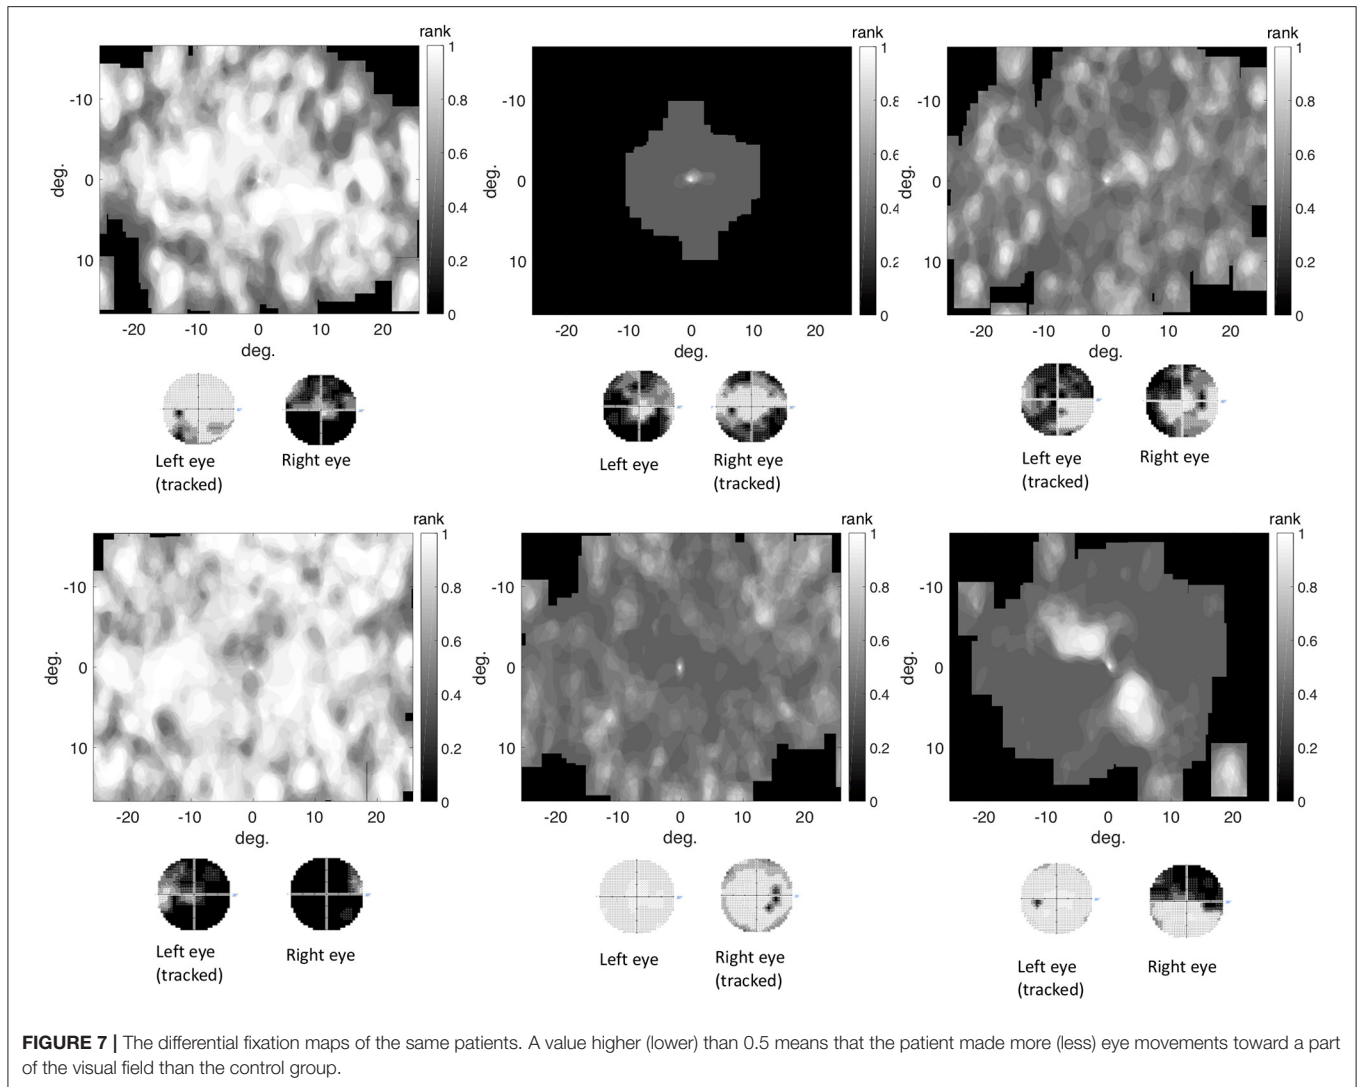 rank
rank
rank
1
0.8
0.6
0.4
0.2
0
1
0.8
0.6
0.4
0.2
0
1
0.8
0.6
0.4
0.2
0
-10
0
10
deg.
-20 -10 0 10 20
deg.
-10
0
10
deg.
-20 -10 0 10 20
deg.
-10
0
10
deg.
-20 -10 0 10 20
deg.
Left eye
(tracked)
Right eye
Left eye
Right eye
(tracked)
Left eye
(tracked)
Right eye
rank
rank
rank
1
0.8
0.6
0.4
0.2
0
1
0.8
0.6
0.4
0.2
0
1
0.8
0.6
0.4
0.2
0
-10
0
10
deg.
-20 -10 0 10 20
deg.
-10
0
10
deg.
-20 -10 0 10 20
deg.
-10
0
10
deg.
-20 -10 0 10 20
deg.
Left eye
(tracked)
Right eye
Left eye
Right eye
(tracked)
Left eye
(tracked)
Right eye
FIGURE 7 | The differential fixation maps of the same patients. A value higher (lower) than 0.5 means that the patient made more (less) eye movements toward a part
of the visual field than the control group.